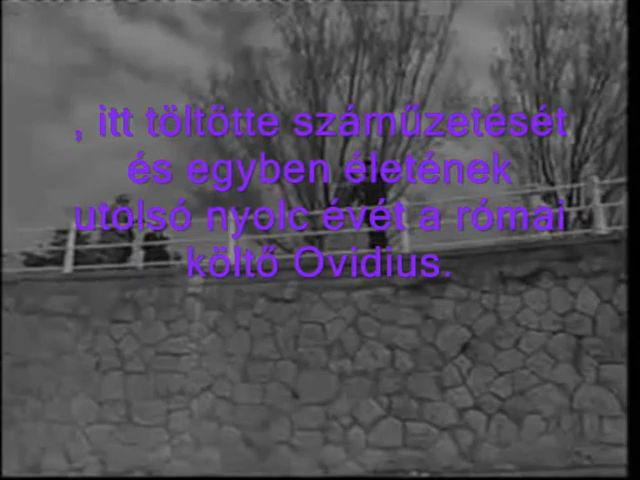 , itt töltötte száműzetését
és egyben életének
utolsó nyolc évét a római
költő Ovidius.